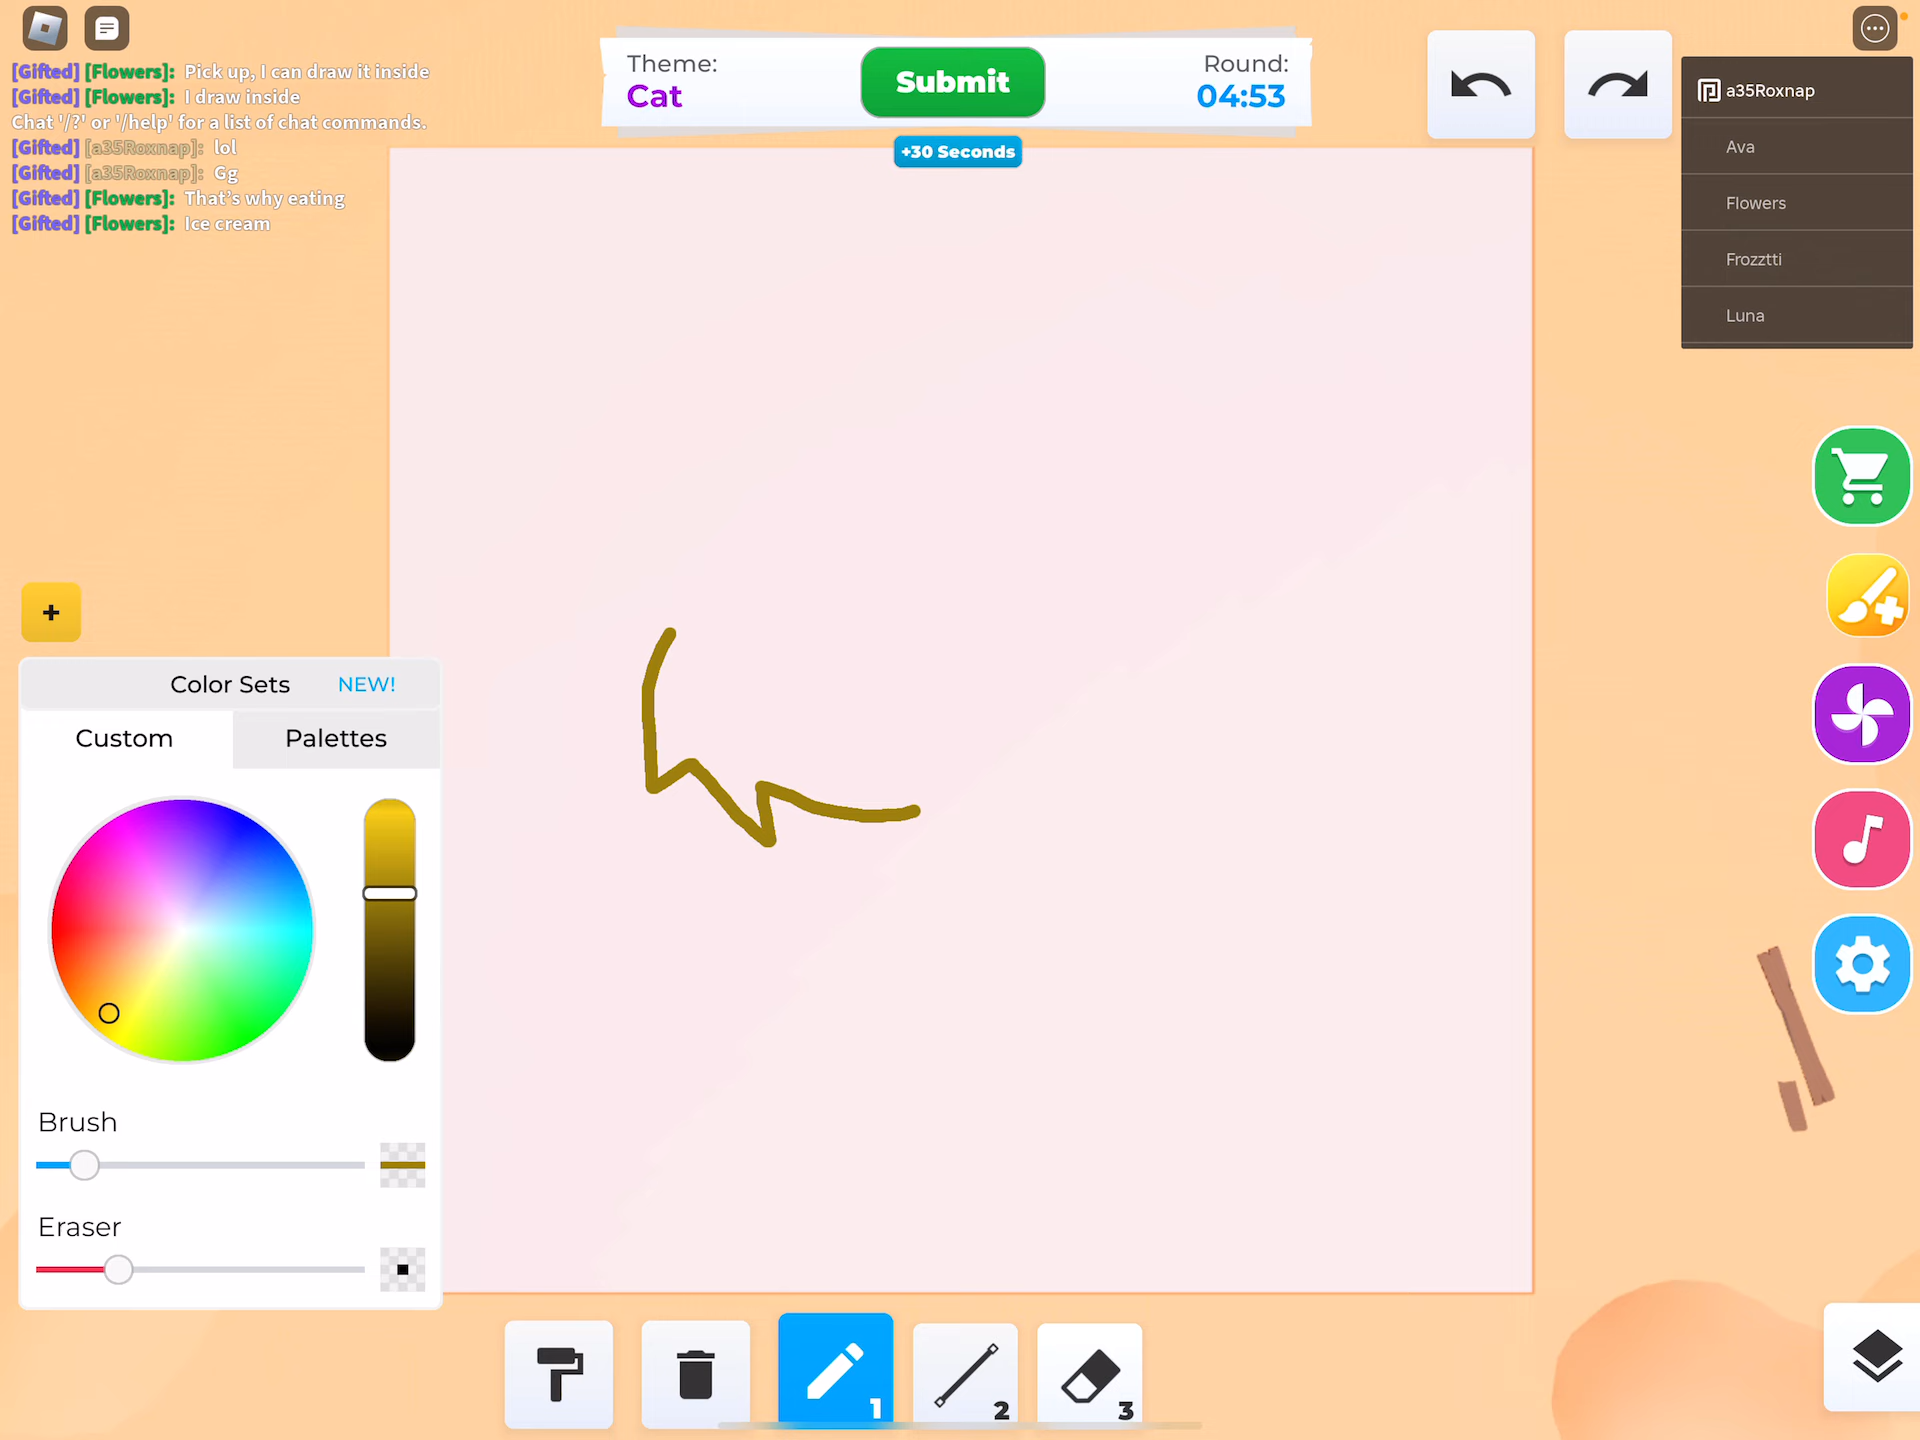 [Gifted] [Flowers]: Pick up, I can draw it inside
[Gifted] [Flowers]: I draw inside
Chat '/?' or '/help' for a list of chat commands.
[Gifted] [a35Roxnap]: lol
[Gifted] [a35Roxnap]: Gg
[Gifted] [Flowers]: That's why eating
[Gifted] [Flowers]: Ice cream
Theme:
Cat
Submit
Round:
04:53
+30 Seconds
a35Roxnap
Ava
Flowers
Frozztti
Luna
+
Color Sets NEW!
Custom Palettes
Brush
Eraser
1 2 3